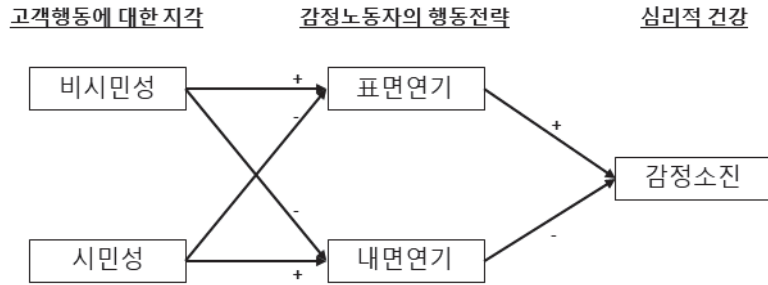 고객행동에 대한 지각 감정노동자의 행동전략 심리적 건강
비시민성 + 표면연기
-
+
감정소진
-
-
시민성 + 내면연기